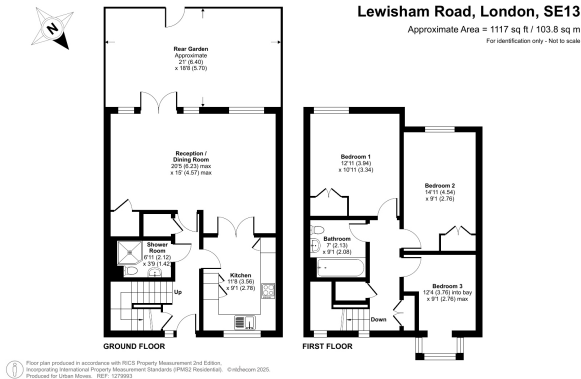 Lewisham Road, London, SE13
Approximate Area = 1117 sq ft / 103.8 sq m
For identification only - Not to scale
N
Rear Garden
Approximate
21' (6.40)
x 18'8 (5.70)
Reception /
Dining Room
20'5 (6.23) max
x 15' (4.57) max
Shower
Room
6'11 (2.12)
x 3'9 (1.42)
Kitchen
11'8 (3.56)
x 9'1 (2.78)
Up
GROUND FLOOR
Bedroom 1
12'11 (3.94)
x 10'11 (3.34)
Bedroom 2
14'11 (4.54)
x 9'1 (2.76)
Bathroom
7' (2.13)
x 9'1 (2.08)
Bedroom 3
12'4 (3.76) into bay
x 9'1 (2.76) max
Down
FIRST FLOOR
Floor plan produced in accordance with RICS Property Measurement 2nd Edition.
Incorporating International Property Measurement Standards (IPMS2 Residential). © nichecom 2025.
Produced for Urban Moves. REF: 1279993